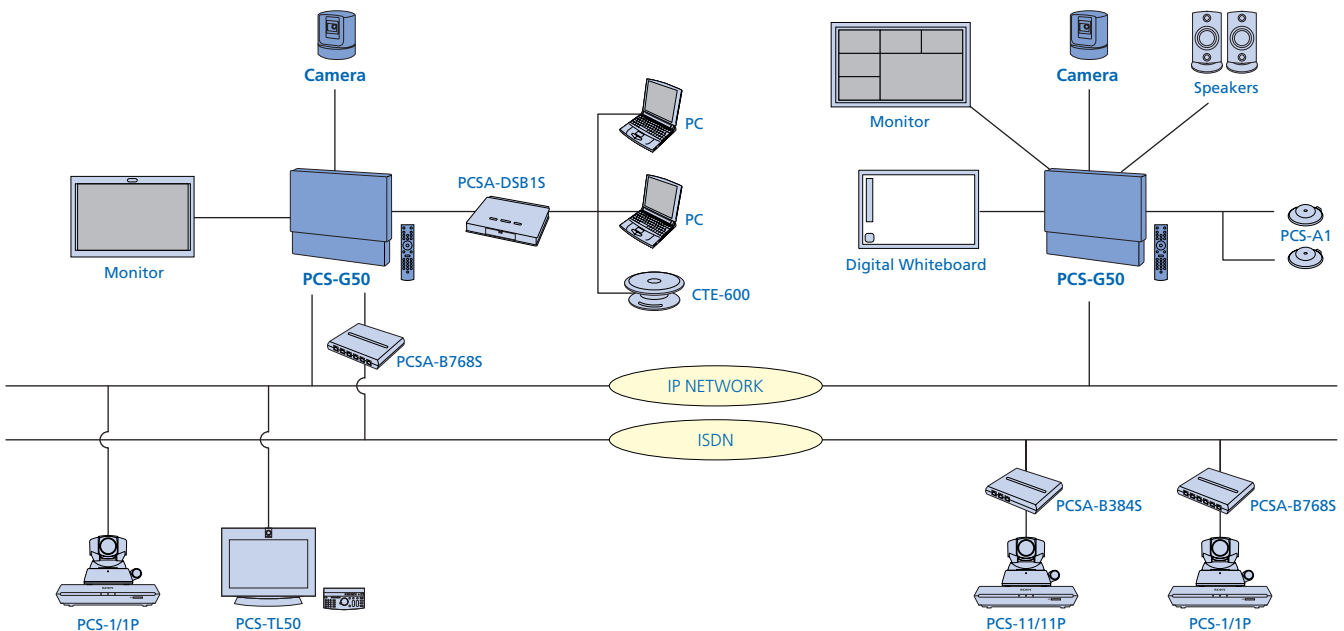 Camera
PC
PCSA-DSB1S
PC
Monitor
PCS-G50
CTE-600
PCSA-B768S
Camera
Speakers
Monitor
PCS-A1
Digital Whiteboard
PCS-G50
IP NETWORK
ISDN
PCSA-B384S
PCSA-B768S
PCS-1/1P
PCS-TL50
PCS-11/11P
PCS-1/1P